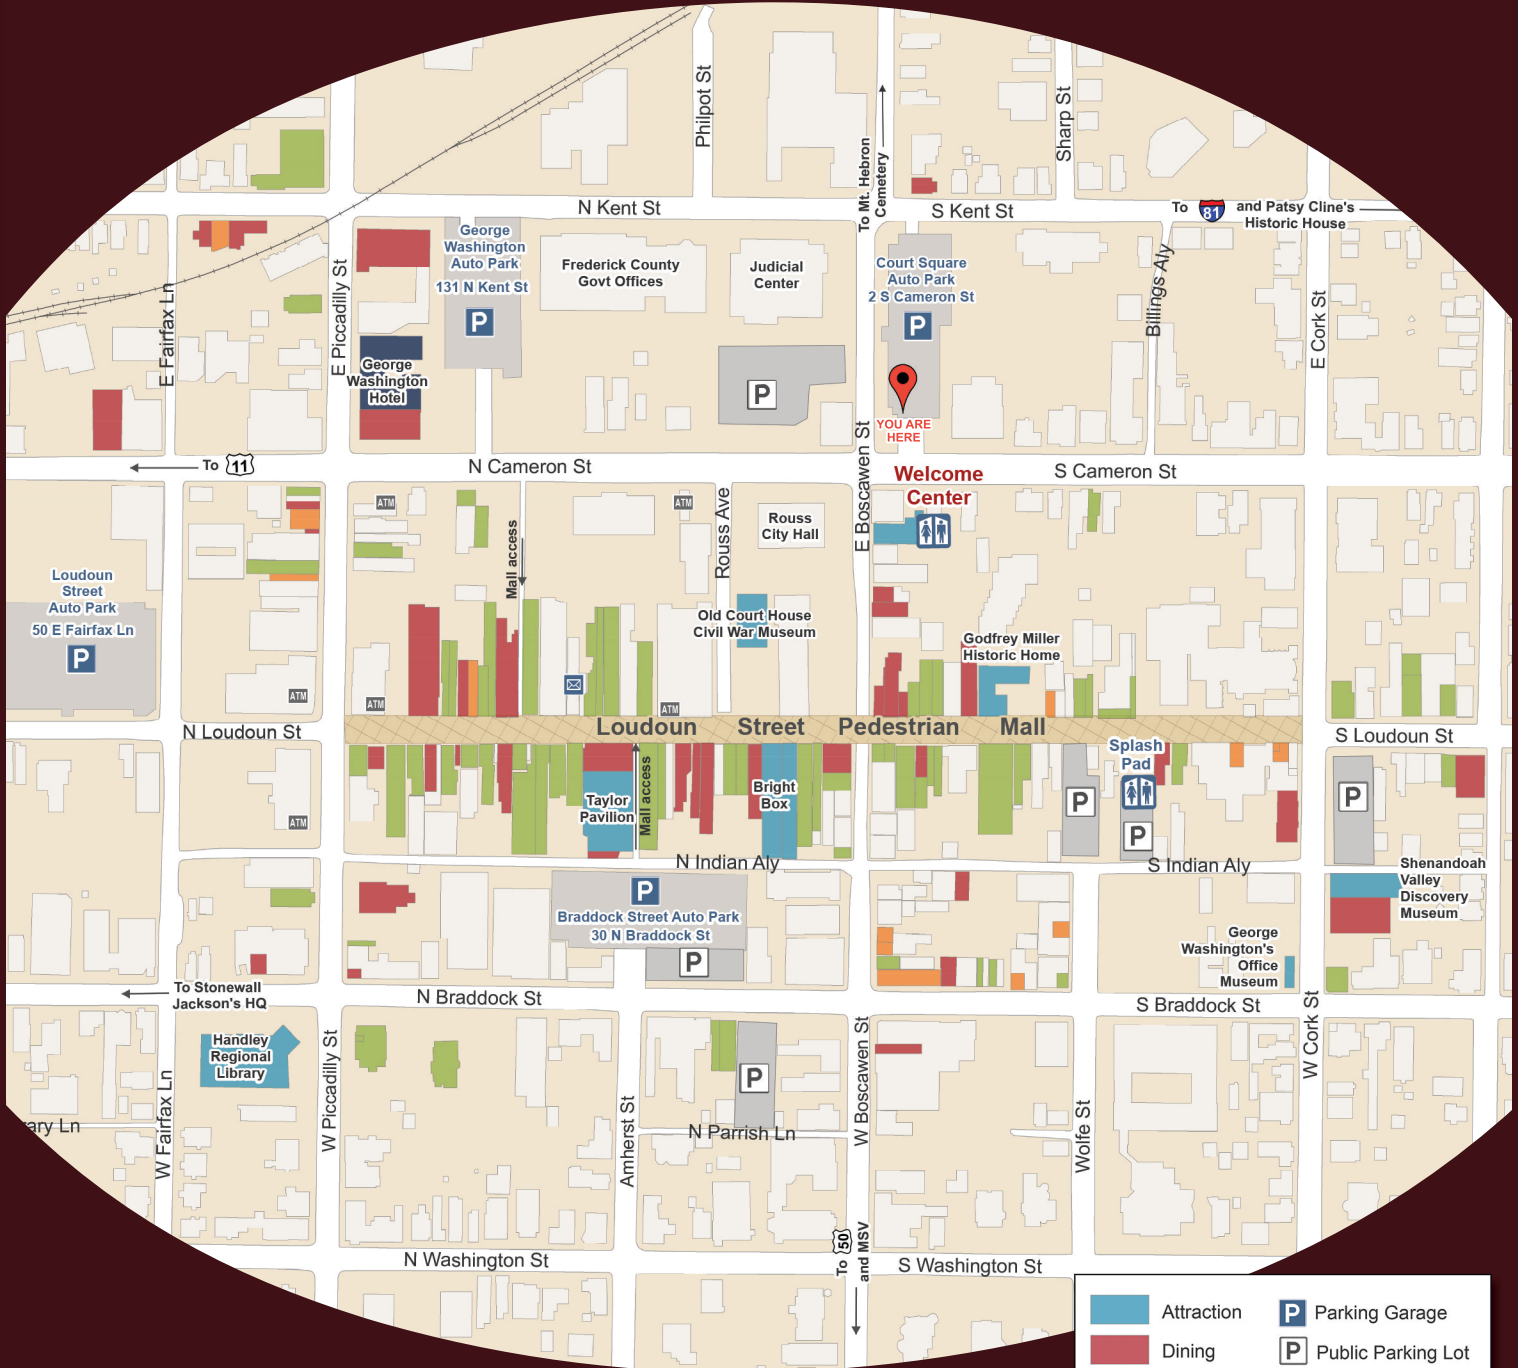 Philpot St
Sharp St
To Mt. Hebron
Cemetery
N Kent St
S Kent St
To
81
and Patsy Cline's
Historic House
George
Washington
Auto Park
131 N Kent St
P
Frederick County
Govt Offices
Judicial
Center
Court Square
Auto Park
2 S Cameron St
P
Billings Aly
E Cork St
E Fairfax Ln
E Piccadilly St
George
Washington
Hotel
P
YOU ARE
HERE
To
11
N Cameron St
E Boscawen St
S Cameron St
Welcome
Center
ATM
ATM
Mall access
Rouss Ave
Rouss
City Hall
Loudoun
Street
Auto Park
50 E Fairfax Ln
P
Old Court House
Civil War Museum
Godfrey Miller
Historic Home
ATM
ATM
ATM
N Loudoun St
Loudoun Street Pedestrian Mall
S Loudoun St
Splash
Pad
Taylor
Pavilion
Mall access
Bright
Box
P
P
P
ATM
N Indian Aly
S Indian Aly
Shenandoah
Valley
Discovery
Museum
P
Braddock Street Auto Park
30 N Braddock St
P
George
Washington's
Office
Museum
To Stonewall
Jackson's HQ
N Braddock St
S Braddock St
Handley
Regional
Library
W Fairfax Ln
W Piccadilly St
Amherst St
P
W Boscawen St
Wolfe St
W Cork St
rary Ln
N Parrish Ln
N Washington St
To
50
and MSV
S Washington St
Attraction
P
Parking Garage
Dining
P
Public Parking Lot